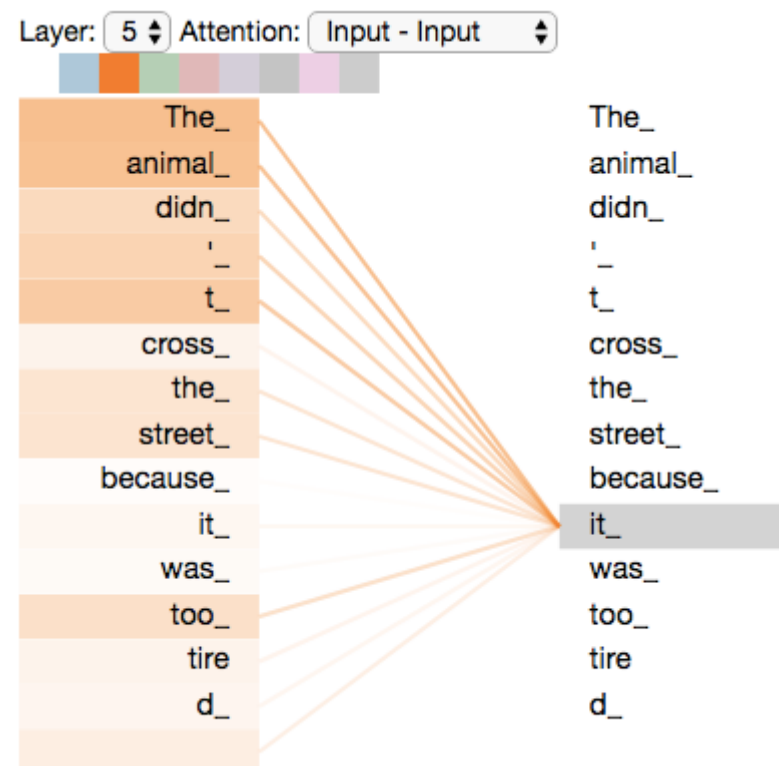 Layer: 5 Attention: Input - Input
The_ The_
animal_ animal_
didn_ didn_
'_ '_
t_ t_
cross_ cross_
the_ the_
street_ street_
because_ because_
it_ it_
was_ was_
too_ too_
tire tire
d_ d_